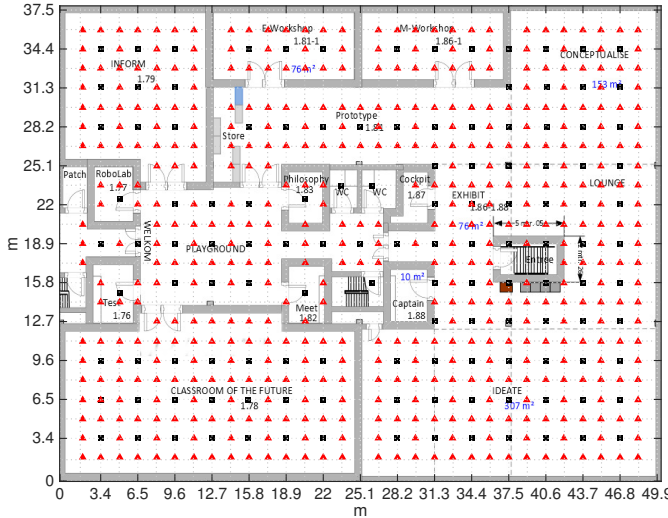 37.5
34.4
31.3
28.2
25.1
22
18.9
15.8
12.7
9.6
6.5
3.4
0
m
E-Workshop
1.81-1
76 m²
M-Workshop
1.86-1
CONCEPTUALISE
153 m²
INFORM
1.79
Prototype
1.81
Store
Patch
RoboLab
1.77
Philosophy
1.83
WC
WC
Cockpit
1.87
EXHIBIT
1.86-1.88
76 m²
LOUNGE
WELKOM
PLAYGROUND
Entree
10 m²
Test
1.76
Meet
1.82
Captain
1.88
CLASSROOM OF THE FUTURE
1.78
IDEATE
307 m²
0 3.4 6.5 9.6 12.7 15.8 18.9 22 25.1 28.2 31.3 34.4 37.5 40.6 43.7 46.8 49.9
m